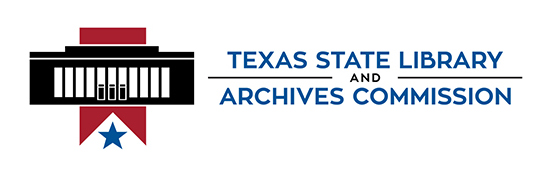 TEXAS STATE LIBRARY
AND
ARCHIVES COMMISSION